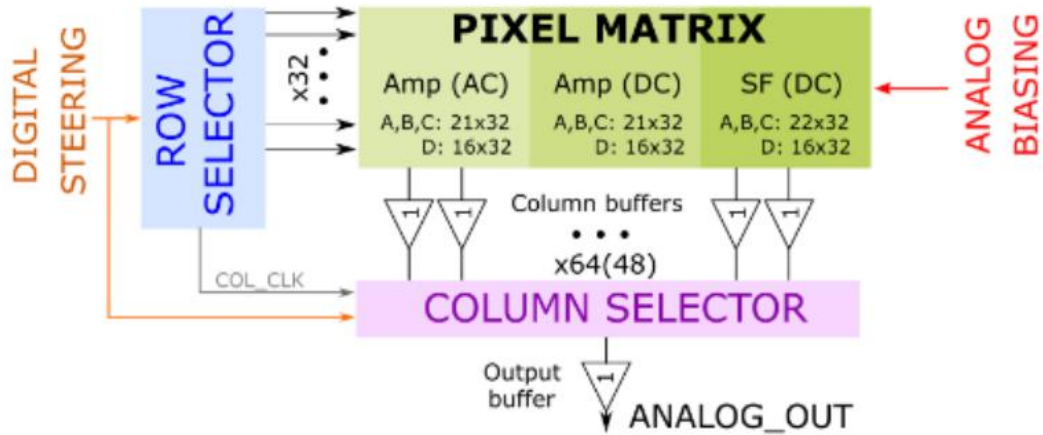 PIXEL MATRIX
DIGITAL
STEERING
ROW
SELECTOR
x32
Amp (AC)
A,B,C: 21x32
D: 16x32
Amp (DC)
A,B,C: 21x32
D: 16x32
SF (DC)
A,B,C: 22x32
D: 16x32
ANALOG
BIASING
1
1
Column buffers
x64(48)
1
1
COL_CLK
COLUMN SELECTOR
Output
buffer
1
ANALOG_OUT